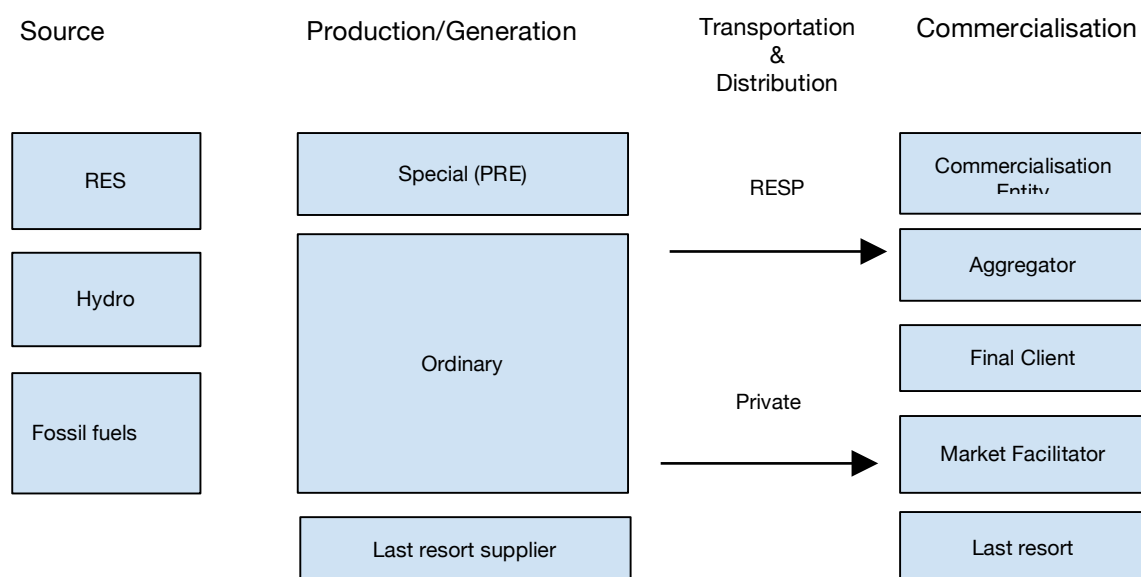 Source
Production/Generation
Transportation
&
Distribution
Commercialisation
RES
Hydro
Fossil fuels
Special (PRE)
Ordinary
Last resort supplier
RESP
Private
Commercialisation
Entity
Aggregator
Final Client
Market Facilitator
Last resort